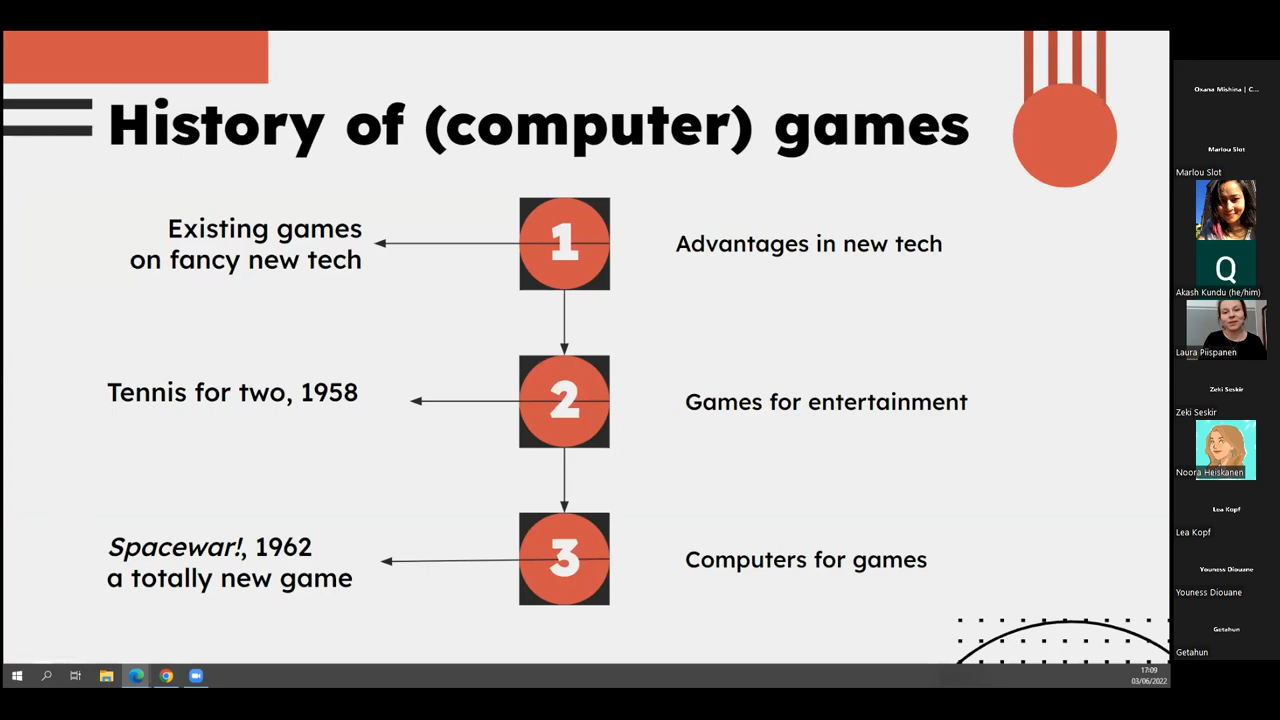 History of (computer) games
Existing games
on fancy new tech
1
Advantages in new tech
Tennis for two, 1958
2
Games for entertainment
Spacewar!, 1962
a totally new game
3
Computers for games
Oxana Mishina | C...
Marlou Slot
Marlou Slot
Q
Akash Kundu (he/him)
Laura Piispanen
Zeki Seskir
Zeki Seskir
Noora Heiskanen
Lea Kopf
Lea Kopf
Youness Diouane
Youness Diouane
Getahun
Getahun
17:09
03/06/2022